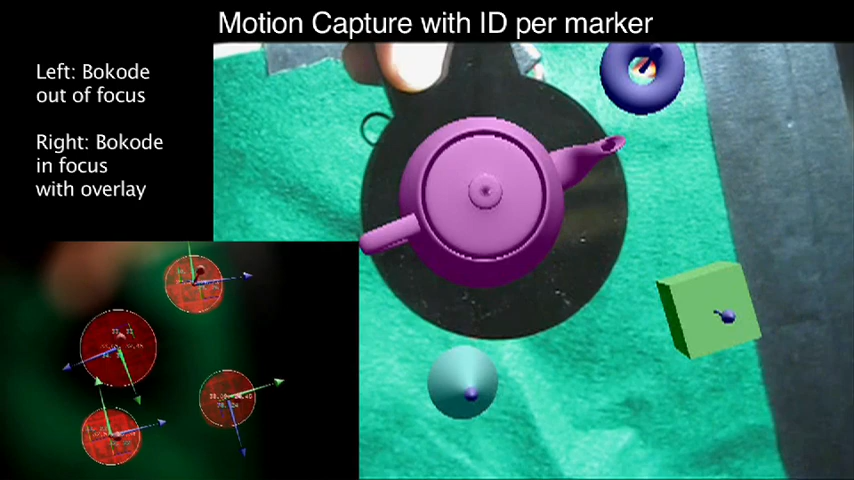 Motion Capture with ID per marker
Left: Bokode
out of focus
Right: Bokode
in focus
with overlay